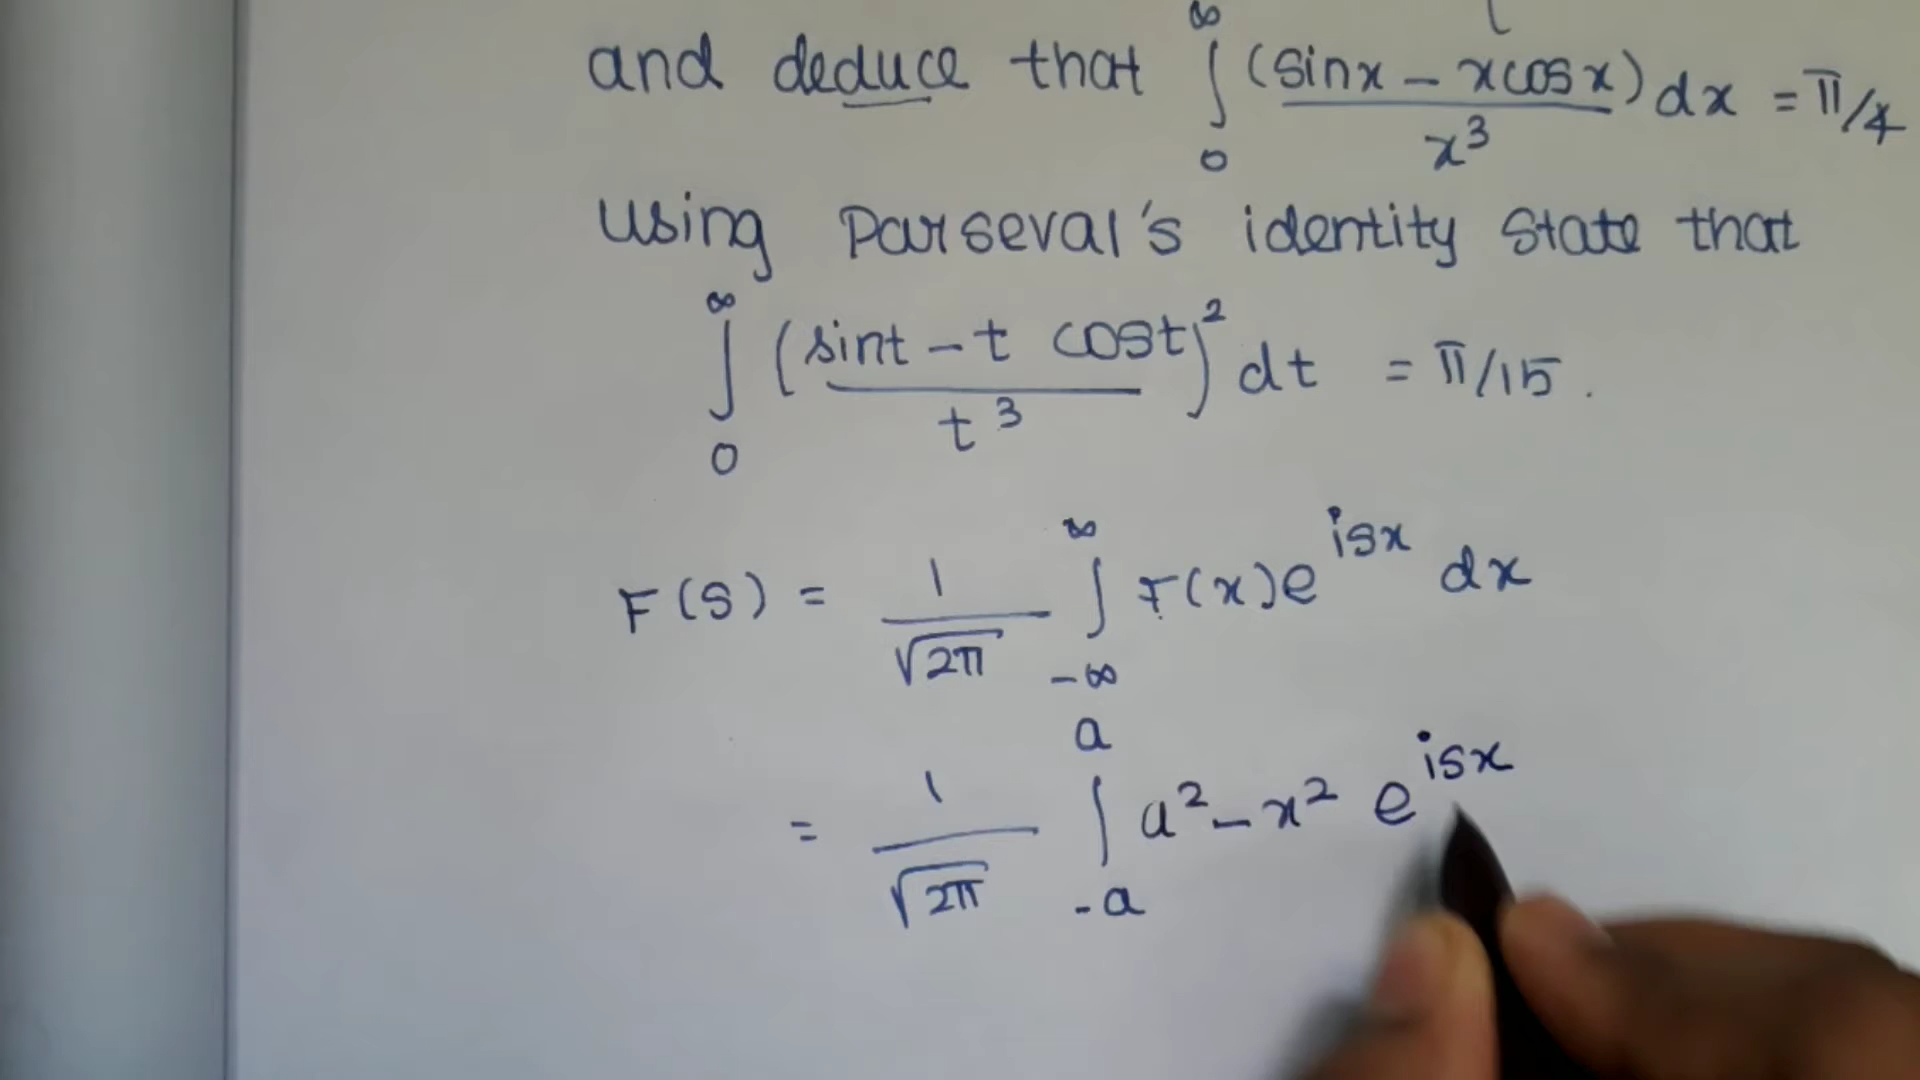 and deduce that ∫₀^∞ (sinx - xcosx)/x³ dx = π/4
using Parseval's identity state that
∫₀^∞ ((sint - t cost)/t³)² dt = π/15.
F(s) = 1/√2π ∫_{-∞}^{∞} F(x)e^{isx} dx
= 1/√2π ∫_{-a}^{a} a² - x² e^{isx}